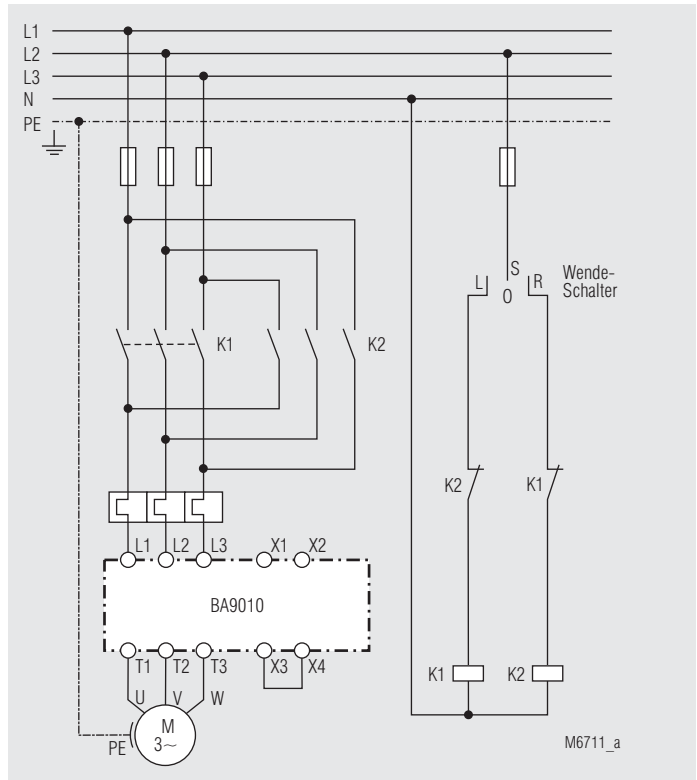 L1
L2
L3
N
PE
L S R
0
Wende-
Schalter
K1 K2
K2 K1
L1 L2 L3 X1 X2
BA9010
T1 T2 T3 X3 X4
K1 K2
U V W
M
3~
PE
M6711_a